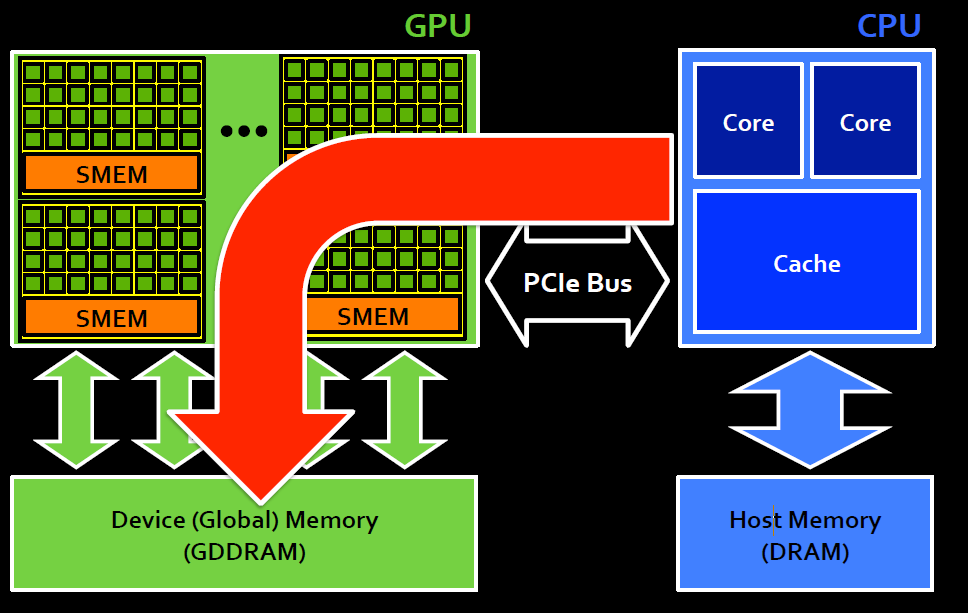 GPU
CPU
...
SMEM
SMEM
SMEM
PCIe Bus
Core
Core
Cache
Device (Global) Memory
(GDDRAM)
Host Memory
(DRAM)